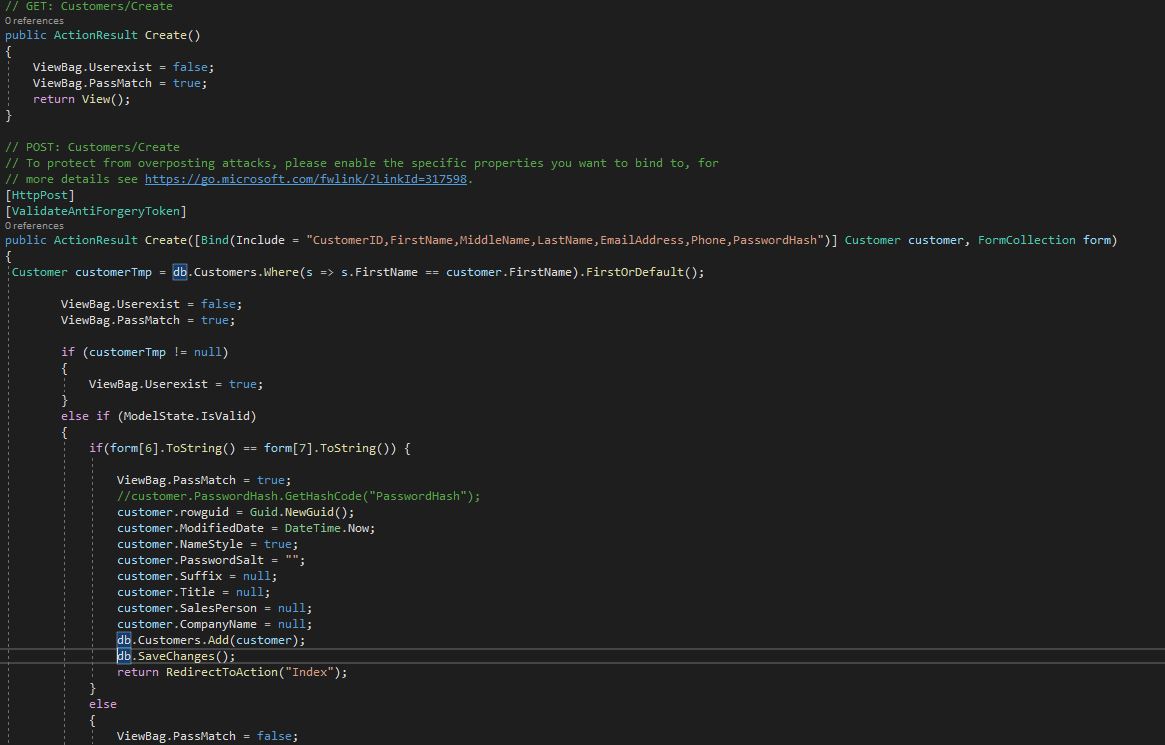 // GET: Customers/Create
0 references
public ActionResult Create()
{
ViewBag.Userexist = false;
ViewBag.PassMatch = true;
return View();
}
// POST: Customers/Create
// To protect from overposting attacks, please enable the specific properties you want to bind to, for
// more details see https://go.microsoft.com/fwlink/?LinkId=317598.
[HttpPost]
[ValidateAntiForgeryToken]
0 references
public ActionResult Create([Bind(Include = "CustomerID,FirstName,MiddleName,LastName,EmailAddress,Phone,PasswordHash")] Customer customer, FormCollection form)
{
Customer customerTmp = db.Customers.Where(s => s.FirstName == customer.FirstName).FirstOrDefault();
ViewBag.Userexist = false;
ViewBag.PassMatch = true;
if (customerTmp != null)
{
ViewBag.Userexist = true;
}
else if (ModelState.IsValid)
{
if(form[6].ToString() == form[7].ToString()) {
ViewBag.PassMatch = true;
//customer.PasswordHash.GetHashCode("PasswordHash");
customer.rowguid = Guid.NewGuid();
customer.ModifiedDate = DateTime.Now;
customer.NameStyle = true;
customer.PasswordSalt = "";
customer.Suffix = null;
customer.Title = null;
customer.SalesPerson = null;
customer.CompanyName = null;
db.Customers.Add(customer);
db.SaveChanges();
return RedirectToAction("Index");
}
else
{
ViewBag.PassMatch = false;